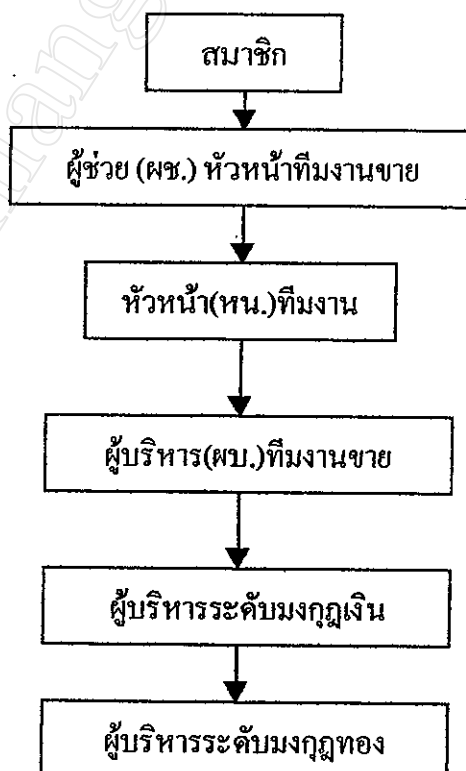 สมาชิก
ผู้ช่วย (ผช.) หัวหน้าทีมงานขาย
หัวหน้า(หน.)ทีมงาน
ผู้บริหาร(ผบ.)ทีมงานขาย
ผู้บริหารระดับมงกุฎเงิน
ผู้บริหารระดับมงกุฎทอง